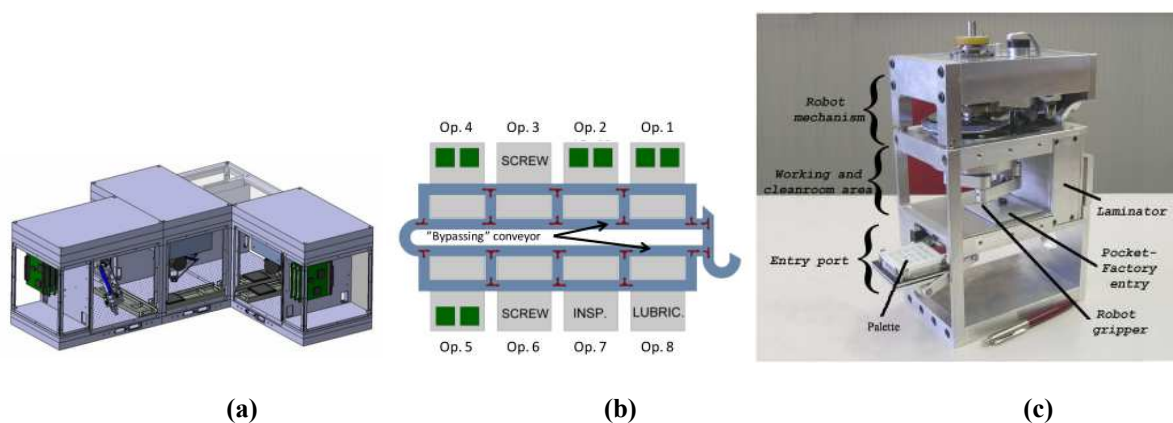 Op. 4
Op. 3
Op. 2
Op. 1
SCREW
"Bypassing" conveyor
SCREW
INSP.
LUBRIC.
Op. 5
Op. 6
Op. 7
Op. 8
Robot
mechanism
Working and
cleanroom area
Entry port
Palette
Laminator
Pocket-
Factory
entry
Robot
gripper
(a)
(b)
(c)